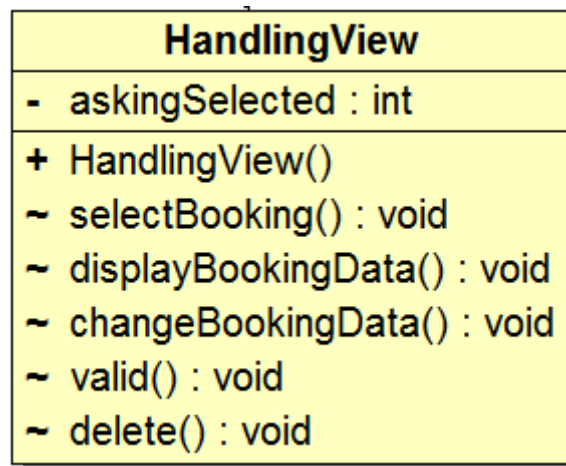 HandlingView
- askingSelected : int
+ HandlingView()
~ selectBooking() : void
~ displayBookingData() : void
~ changeBookingData() : void
~ valid() : void
~ delete() : void